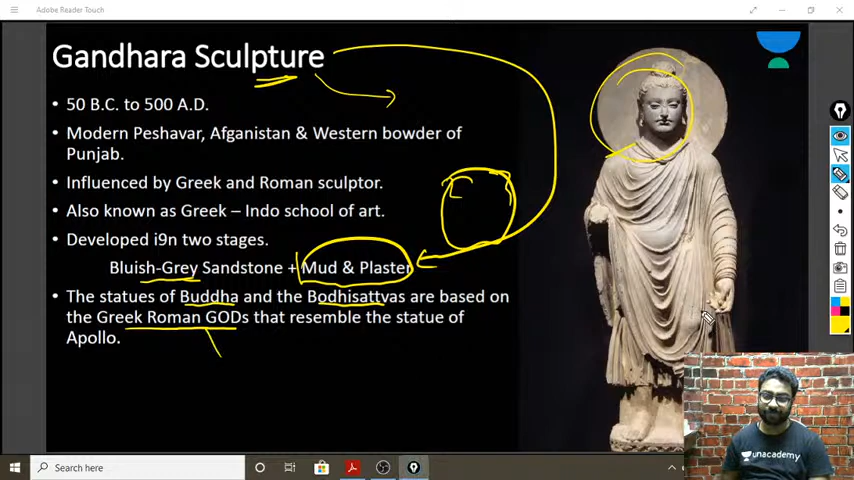 Adobe Reader Touch
Gandhara Sculpture
• 50 B.C. to 500 A.D.
• Modern Peshavar, Afganistan & Western bowder of
Punjab.
• Influenced by Greek and Roman sculptor.
• Also known as Greek – Indo school of art.
• Developed i9n two stages.
Bluish-Grey Sandstone + Mud & Plaster
• The statues of Buddha and the Bodhisattvas are based on
the Greek Roman GODs that resemble the statue of
Apollo.
unacademy
Search here